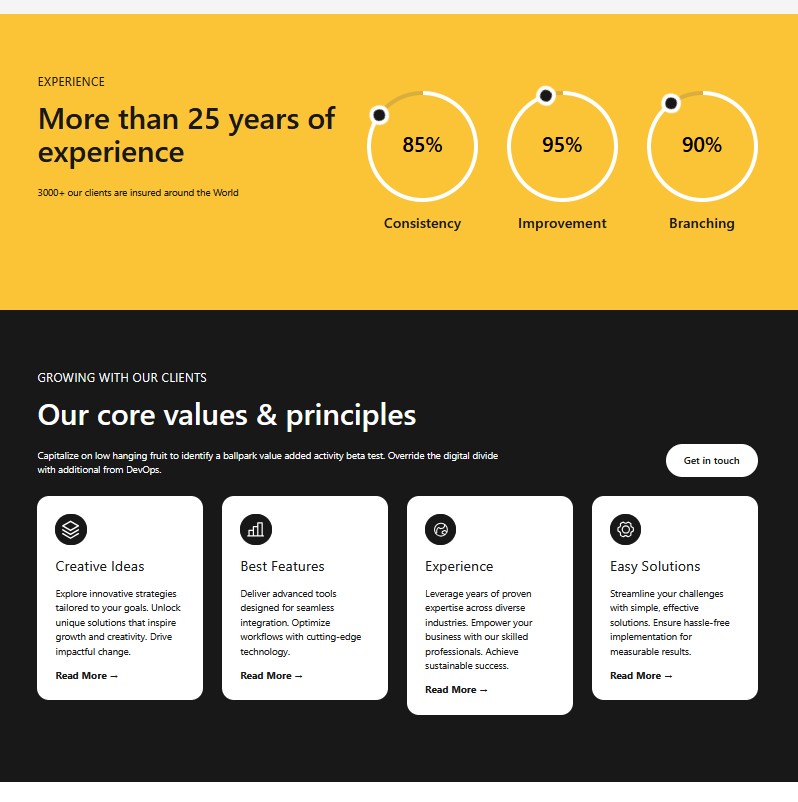 EXPERIENCE
More than 25 years of
experience
3000+ our clients are insured around the World
85%
95%
90%
Consistency
Improvement
Branching
GROWING WITH OUR CLIENTS
Our core values & principles
Capitalize on low hanging fruit to identify a ballpark value added activity beta test. Override the digital divide
with additional from DevOps.
Get in touch
Creative Ideas
Explore innovative strategies
tailored to your goals. Unlock
unique solutions that inspire
growth and creativity. Drive
impactful change.
Read More →
Best Features
Deliver advanced tools
designed for seamless
integration. Optimize
workflows with cutting-edge
technology.
Read More →
Experience
Leverage years of proven
expertise across diverse
industries. Empower your
business with our skilled
professionals. Achieve
sustainable success.
Read More →
Easy Solutions
Streamline your challenges
with simple, effective
solutions. Ensure hassle-free
implementation for
measurable results.
Read More →